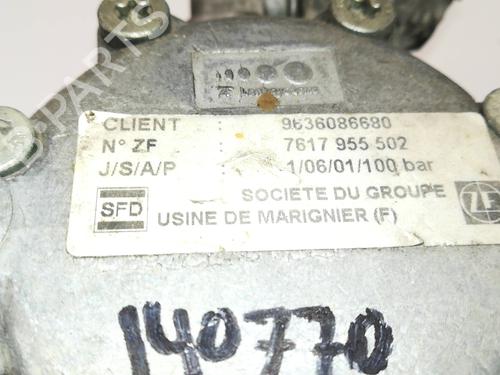 CLIENT : 9636086680
N° ZF : 7617 955 502
J/S/A/P : 1/06/01/100 bar
SFD SOCIETE DU GROUPE ZF
USINE DE MARIGNIER (F)
140770